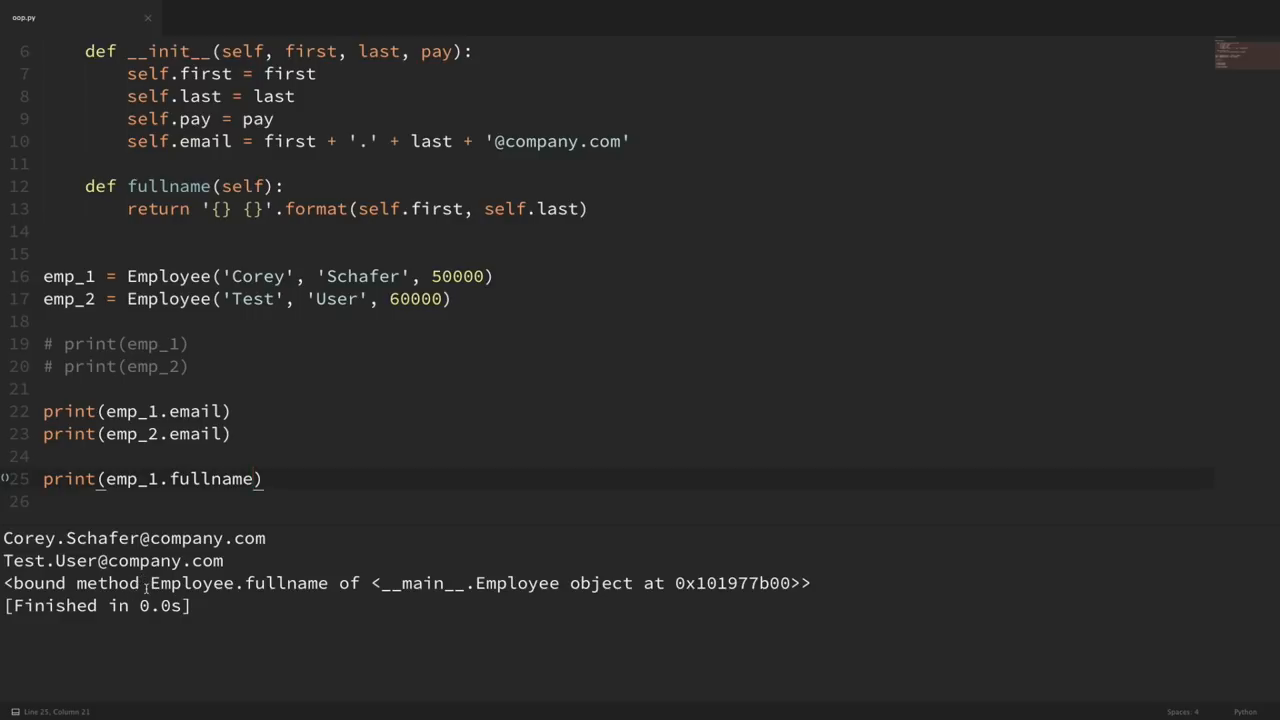 oop.py ×
6     def __init__(self, first, last, pay):
7         self.first = first
8         self.last = last
9         self.pay = pay
10         self.email = first + '.' + last + '@company.com'
11
12     def fullname(self):
13         return '{} {}'.format(self.first, self.last)
14
15
16 emp_1 = Employee('Corey', 'Schafer', 50000)
17 emp_2 = Employee('Test', 'User', 60000)
18
19 # print(emp_1)
20 # print(emp_2)
21
22 print(emp_1.email)
23 print(emp_2.email)
24
25 print(emp_1.fullname)
26
Corey.Schafer@company.com
Test.User@company.com
<bound method Employee.fullname of <__main__.Employee object at 0x101977b00>>
[Finished in 0.0s]
Line 25, Column 21 Spaces: 4 Python